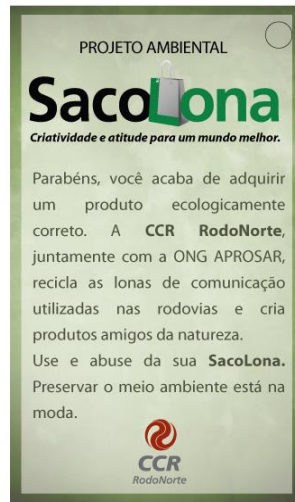 PROJETO AMBIENTAL
SacoLona
Criatividade e atitude para um mundo melhor.
Parabéns, você acaba de adquirir
um produto ecologicamente
correto. A CCR RodoNorte,
juntamente com a ONG APROSAR,
recicla as lonas de comunicação
utilizadas nas rodovias e cria
produtos amigos da natureza.
Use e abuse da sua SacoLona.
Preservar o meio ambiente está na
moda.
CCR
RodoNorte